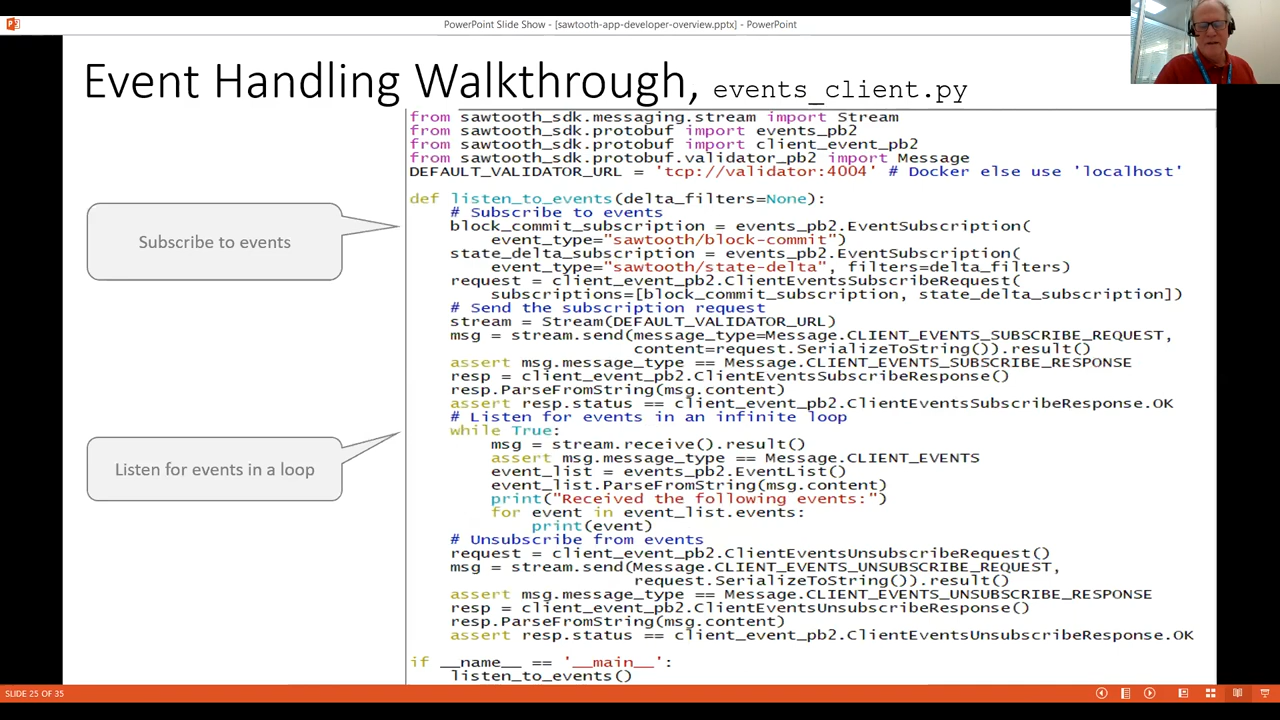 PowerPoint Slide Show - [sawtooth-app-developer-overview.pptx] - PowerPoint
Event Handling Walkthrough, events_client.py
from sawtooth_sdk.messaging.stream import Stream
from sawtooth_sdk.protobuf import events_pb2
from sawtooth_sdk.protobuf import client_event_pb2
from sawtooth_sdk.protobuf.validator_pb2 import Message
DEFAULT_VALIDATOR_URL = 'tcp://validator:4004' # Docker else use 'localhost'
def listen_to_events(delta_filters=None):
# Subscribe to events
block_commit_subscription = events_pb2.EventSubscription(
event_type="sawtooth/block-commit")
state_delta_subscription = events_pb2.EventSubscription(
event_type="sawtooth/state-delta", filters=delta_filters)
request = client_event_pb2.ClientEventsSubscribeRequest(
subscriptions=[block_commit_subscription, state_delta_subscription])
# Send the subscription request
stream = Stream(DEFAULT_VALIDATOR_URL)
msg = stream.send(message_type=Message.CLIENT_EVENTS_SUBSCRIBE_REQUEST,
content=request.SerializeToString()).result()
assert msg.message_type == Message.CLIENT_EVENTS_SUBSCRIBE_RESPONSE
resp = client_event_pb2.ClientEventsSubscribeResponse()
resp.ParseFromString(msg.content)
assert resp.status == client_event_pb2.ClientEventsSubscribeResponse.OK
# Listen for events in an infinite loop
while True:
msg = stream.receive().result()
assert msg.message_type == Message.CLIENT_EVENTS
event_list = events_pb2.EventList()
event_list.ParseFromString(msg.content)
print("Received the following events:")
for event in event_list.events:
print(event)
# Unsubscribe from events
request = client_event_pb2.ClientEventsUnsubscribeRequest()
msg = stream.send(Message.CLIENT_EVENTS_UNSUBSCRIBE_REQUEST,
request.SerializeToString()).result()
assert msg.message_type == Message.CLIENT_EVENTS_UNSUBSCRIBE_RESPONSE
resp = client_event_pb2.ClientEventsUnsubscribeResponse()
resp.ParseFromString(msg.content)
assert resp.status == client_event_pb2.ClientEventsUnsubscribeResponse.OK
if __name__ == '__main__':
listen_to_events()
Subscribe to events
Listen for events in a loop
SLIDE 25 OF 35